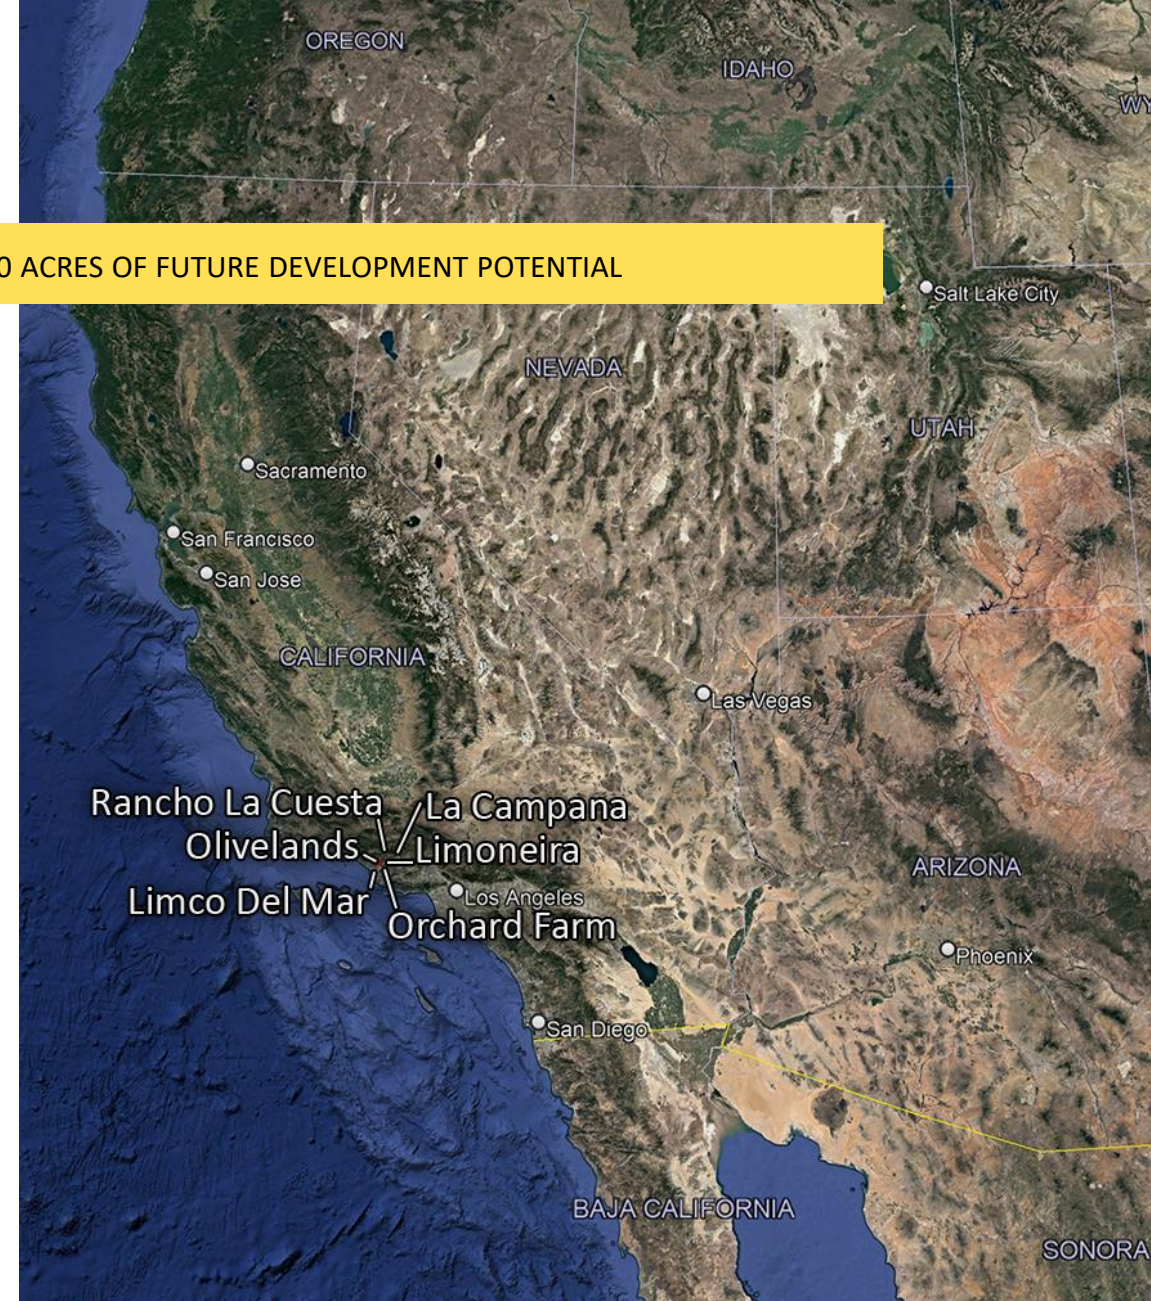 OREGON
IDAHO
WY
0 ACRES OF FUTURE DEVELOPMENT POTENTIAL
Salt Lake City
NEVADA
UTAH
Sacramento
San Francisco
San Jose
CALIFORNIA
Las Vegas
Rancho La Cuesta
La Campana
Olivelands
Limoneira
ARIZONA
Limco Del Mar
Los Angeles
Orchard Farm
Phoenix
San Diego
BAJA CALIFORNIA
SONORA